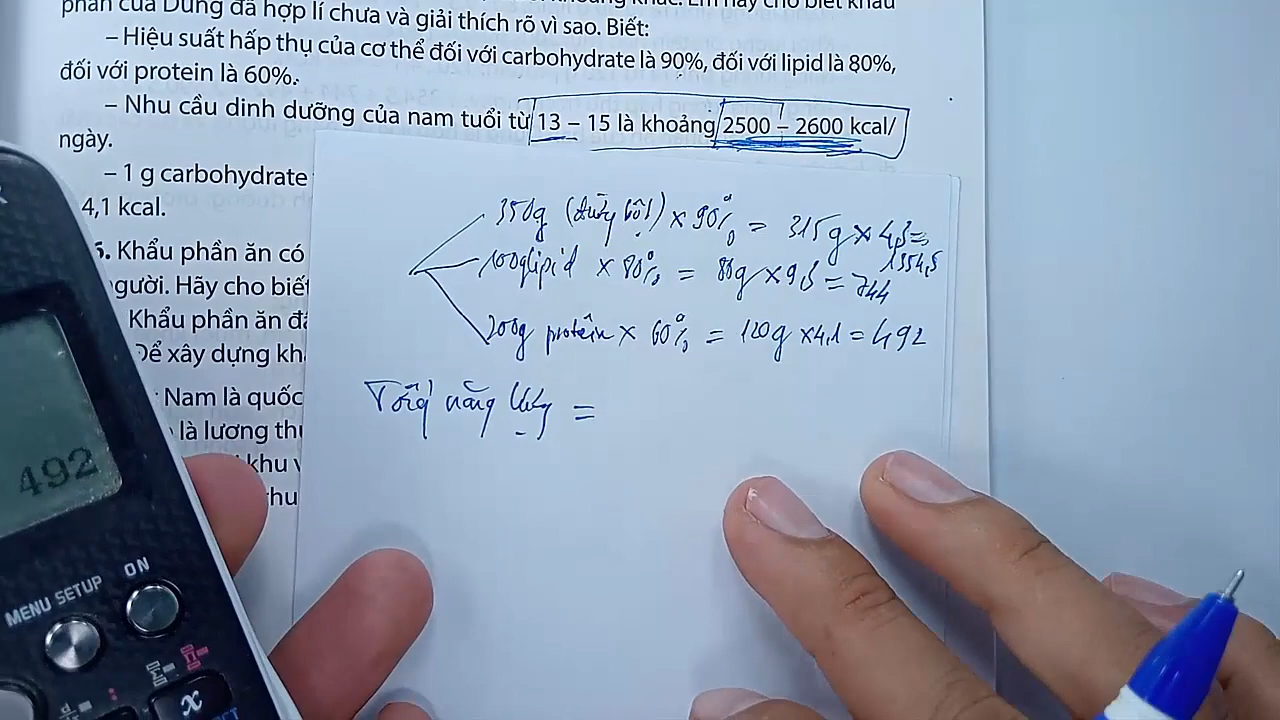 phần của Dũng đã hợp lí chưa và giải thích rõ vì sao. Biết:
– Hiệu suất hấp thụ của cơ thể đối với carbohydrate là 90%, đối với lipid là 80%,
đối với protein là 60%.
– Nhu cầu dinh dưỡng của nam tuổi từ 13 – 15 là khoảng 2500 – 2600 kcal/
ngày.
– 1 g carbohydrate
4,1 kcal.
350g (đường bột) x 90% = 315g x 4,3 =
1354,5
100g lipid x 80% = 80g x 9,3 = 744
200g protein x 60% = 120g x 4,1 = 492
Tổng năng lượng =
5. Khẩu phần ăn có
gười. Hãy cho biết
Khẩu phần ăn đ
Để xây dựng kh
Nam là quốc
là lương th
khu v
492
MENU SETUP
ON
x